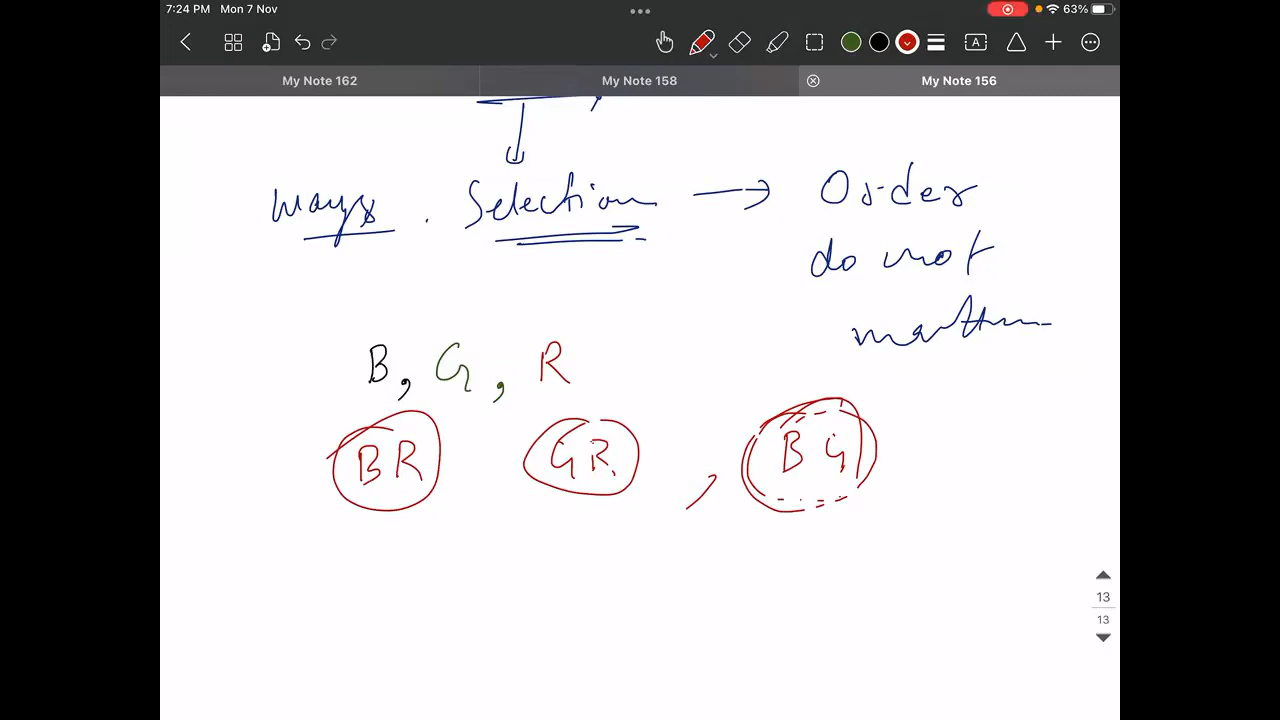 7:24 PM Mon 7 Nov
63%
My Note 162
My Note 158
My Note 156
Ways. Selection → Order
do not
matter
B, G, R
BR GR, BG
13
13